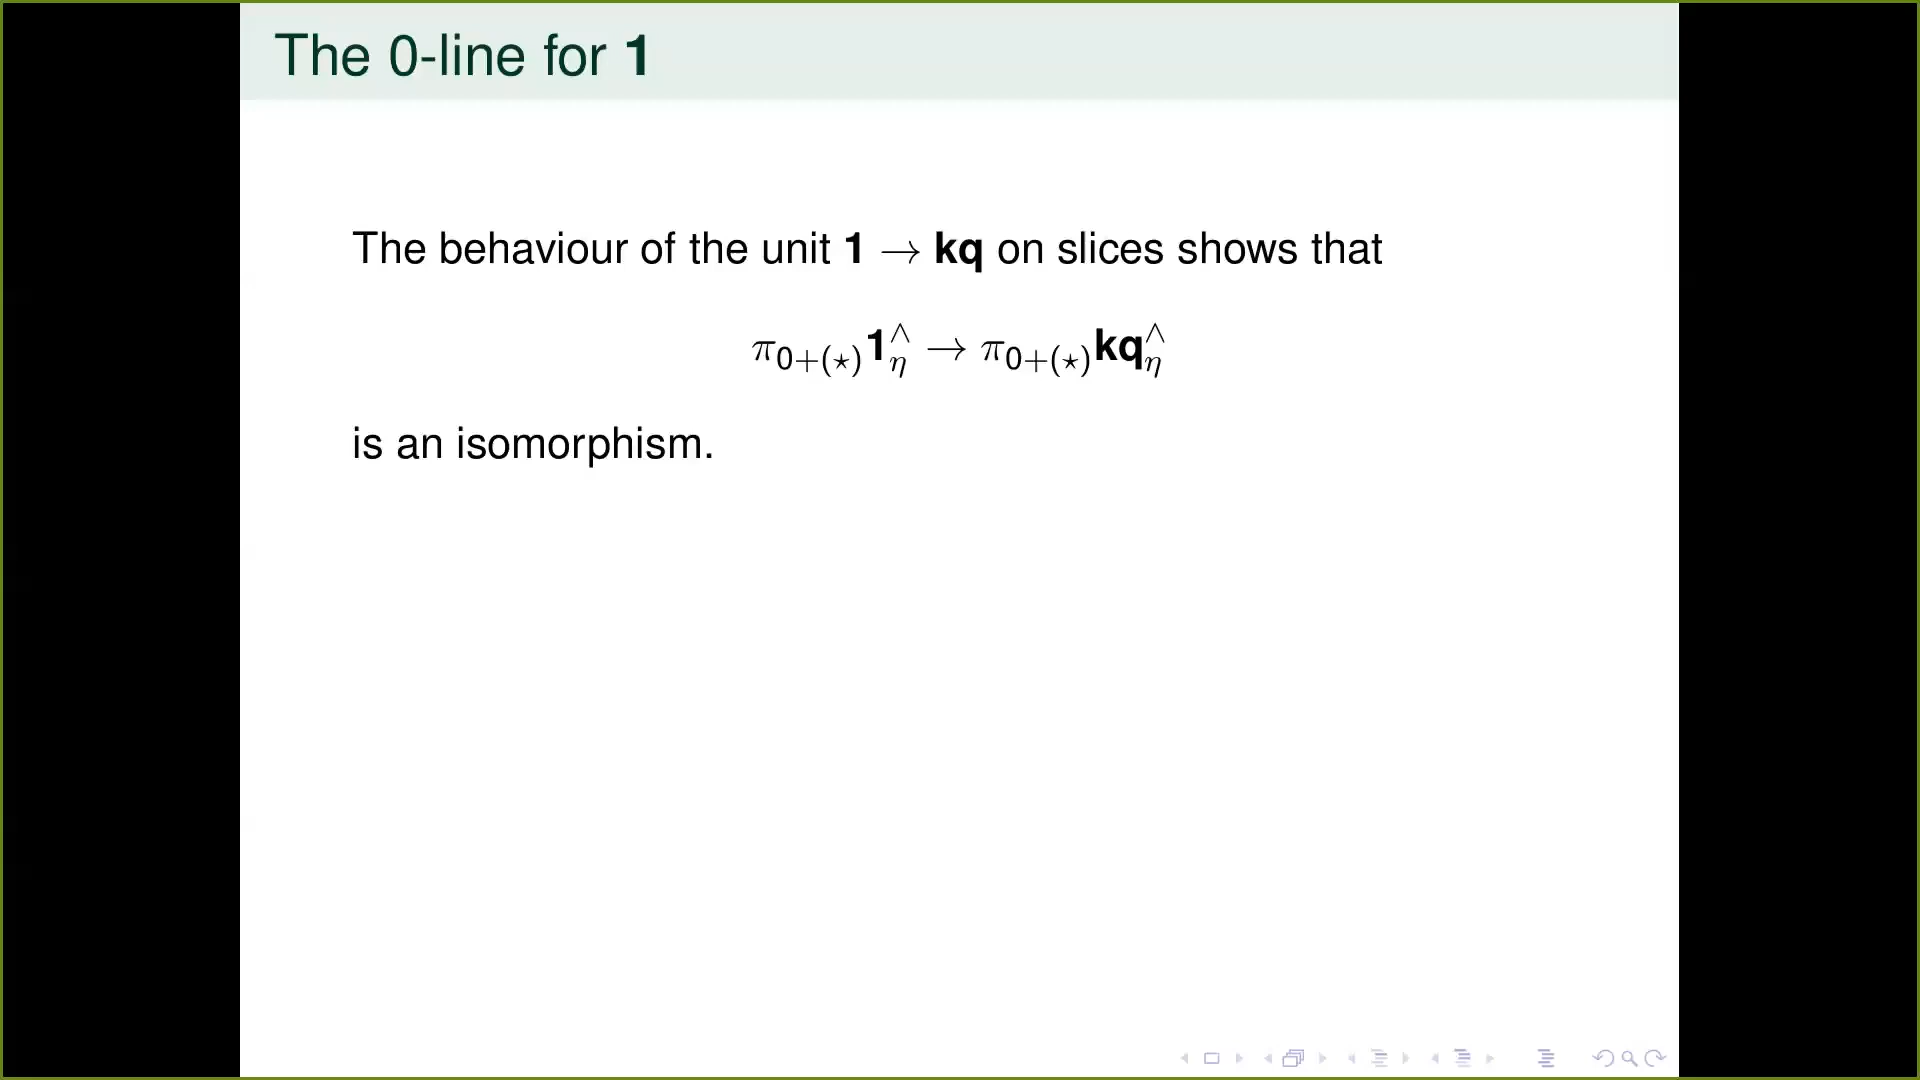 The 0-line for 1
The behaviour of the unit 1 → kq on slices shows that
π₀₊₍⋆₎1^∧_η → π₀₊₍⋆₎kq^∧_η
is an isomorphism.